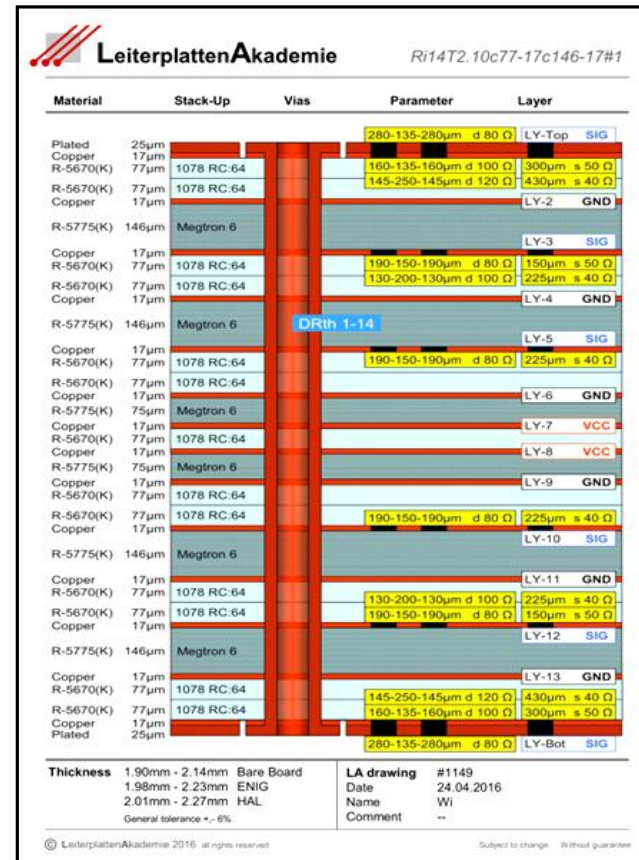 LeiterplattenAkademie Ri14T2.10c77-17c146-17#1
Material Stack-Up Vias Parameter Layer
280-135-280µm d 80 Ω LY-Top SIG
Plated 25µm
Copper 17µm
R-5670(K) 77µm 1078 RC:64 160-135-160µm d 100 Ω 300µm s 50 Ω
145-250-145µm d 120 Ω 430µm s 40 Ω
R-5670(K) 77µm 1078 RC:64
Copper 17µm LY-2 GND
R-5775(K) 146µm Megtron 6
LY-3 SIG
Copper 17µm
R-5670(K) 77µm 1078 RC:64 190-150-190µm d 80 Ω 150µm s 50 Ω
130-200-130µm d 100 Ω 225µm s 40 Ω
R-5670(K) 77µm 1078 RC:64
Copper 17µm LY-4 GND
R-5775(K) 146µm Megtron 6 DRth 1-14
LY-5 SIG
Copper 17µm
R-5670(K) 77µm 1078 RC:64 190-150-190µm d 80 Ω 225µm s 40 Ω
R-5670(K) 77µm 1078 RC:64
Copper 17µm LY-6 GND
R-5775(K) 75µm Megtron 6
Copper 17µm LY-7 VCC
R-5670(K) 77µm 1078 RC:64
Copper 17µm LY-8 VCC
R-5775(K) 75µm Megtron 6
Copper 17µm LY-9 GND
R-5670(K) 77µm 1078 RC:64
R-5670(K) 77µm 1078 RC:64 190-150-190µm d 80 Ω 225µm s 40 Ω
Copper 17µm
LY-10 SIG
R-5775(K) 146µm Megtron 6
Copper 17µm LY-11 GND
R-5670(K) 77µm 1078 RC:64
130-200-130µm d 100 Ω 225µm s 40 Ω
R-5670(K) 77µm 1078 RC:64 190-150-190µm d 80 Ω 150µm s 50 Ω
Copper 17µm
LY-12 SIG
R-5775(K) 146µm Megtron 6
Copper 17µm LY-13 GND
R-5670(K) 77µm 1078 RC:64
145-250-145µm d 120 Ω 430µm s 40 Ω
R-5670(K) 77µm 1078 RC:64 160-135-160µm d 100 Ω 300µm s 50 Ω
Copper 17µm
Plated 25µm
280-135-280µm d 80 Ω LY-Bot SIG
Thickness 1.90mm - 2.14mm Bare Board LA drawing #1149
1.98mm - 2.23mm ENIG Date 24.04.2016
2.01mm - 2.27mm HAL Name Wi
General tolerance +,- 6% Comment --
© LeiterplattenAkademie 2016 all rights reserved Subject to change Without guarantee